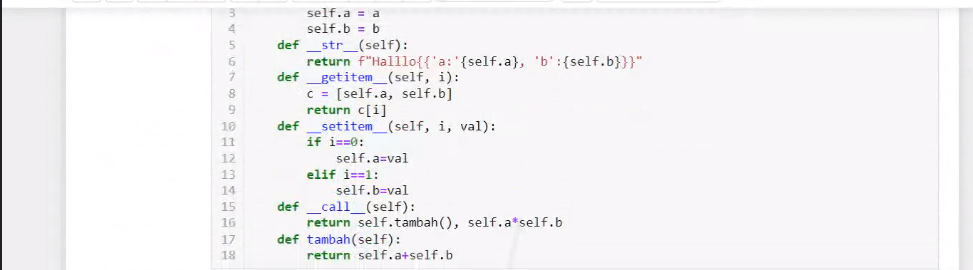 3 self.a = a
4 self.b = b
5 def __str__(self):
6 return f"Halllo{{'a:'{self.a}, 'b':{self.b}}}"
7 def __getitem__(self, i):
8 c = [self.a, self.b]
9 return c[i]
10 def __setitem__(self, i, val):
11 if i==0:
12 self.a=val
13 elif i==1:
14 self.b=val
15 def __call__(self):
16 return self.tambah(), self.a*self.b
17 def tambah(self):
18 return self.a+self.b